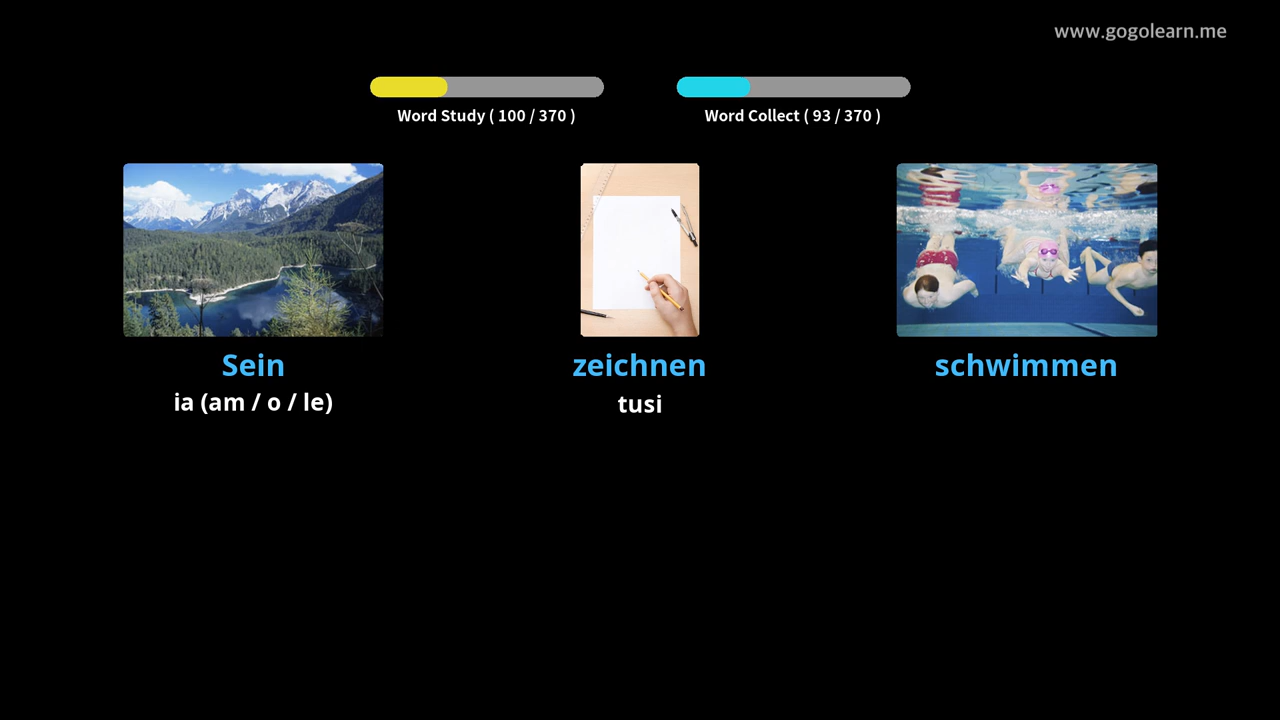 www.gogolearn.me
Word Study ( 100 / 370 )
Word Collect ( 93 / 370 )
Sein
ia (am / o / le)
zeichnen
tusi
schwimmen